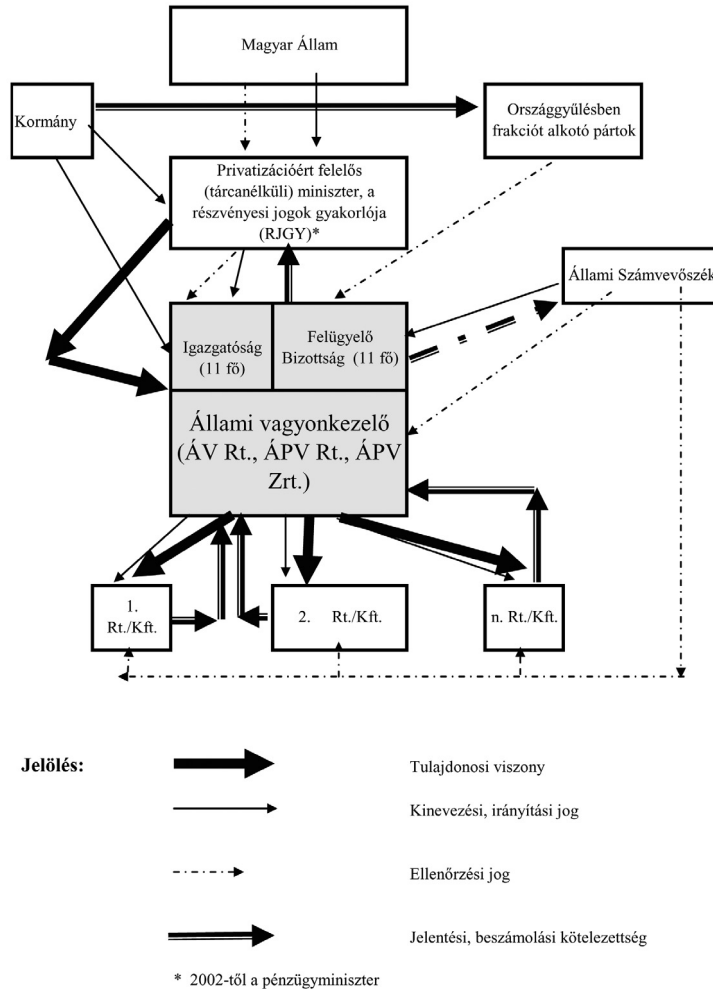 Magyar Állam
Kormány
Országgyűlésben
frakciót alkotó pártok
Privatizációért felelős
(tárcanélküli) miniszter, a
részvényesi jogok gyakorlója
(RJGY)*
Állami Számvevőszék
Igazgatóság
(11 fő)
Felügyelő
Bizottság (11 fő)
Állami vagyonkezelő
(ÁV Rt., ÁPV Rt., ÁPV
Zrt.)
1.
Rt./Kft.
2. Rt./Kft.
n. Rt./Kft.
Jelölés:
Tulajdonosi viszony
Kinevezési, irányítási jog
Ellenőrzési jog
Jelentési, beszámolási kötelezettség
* 2002-től a pénzügyminiszter